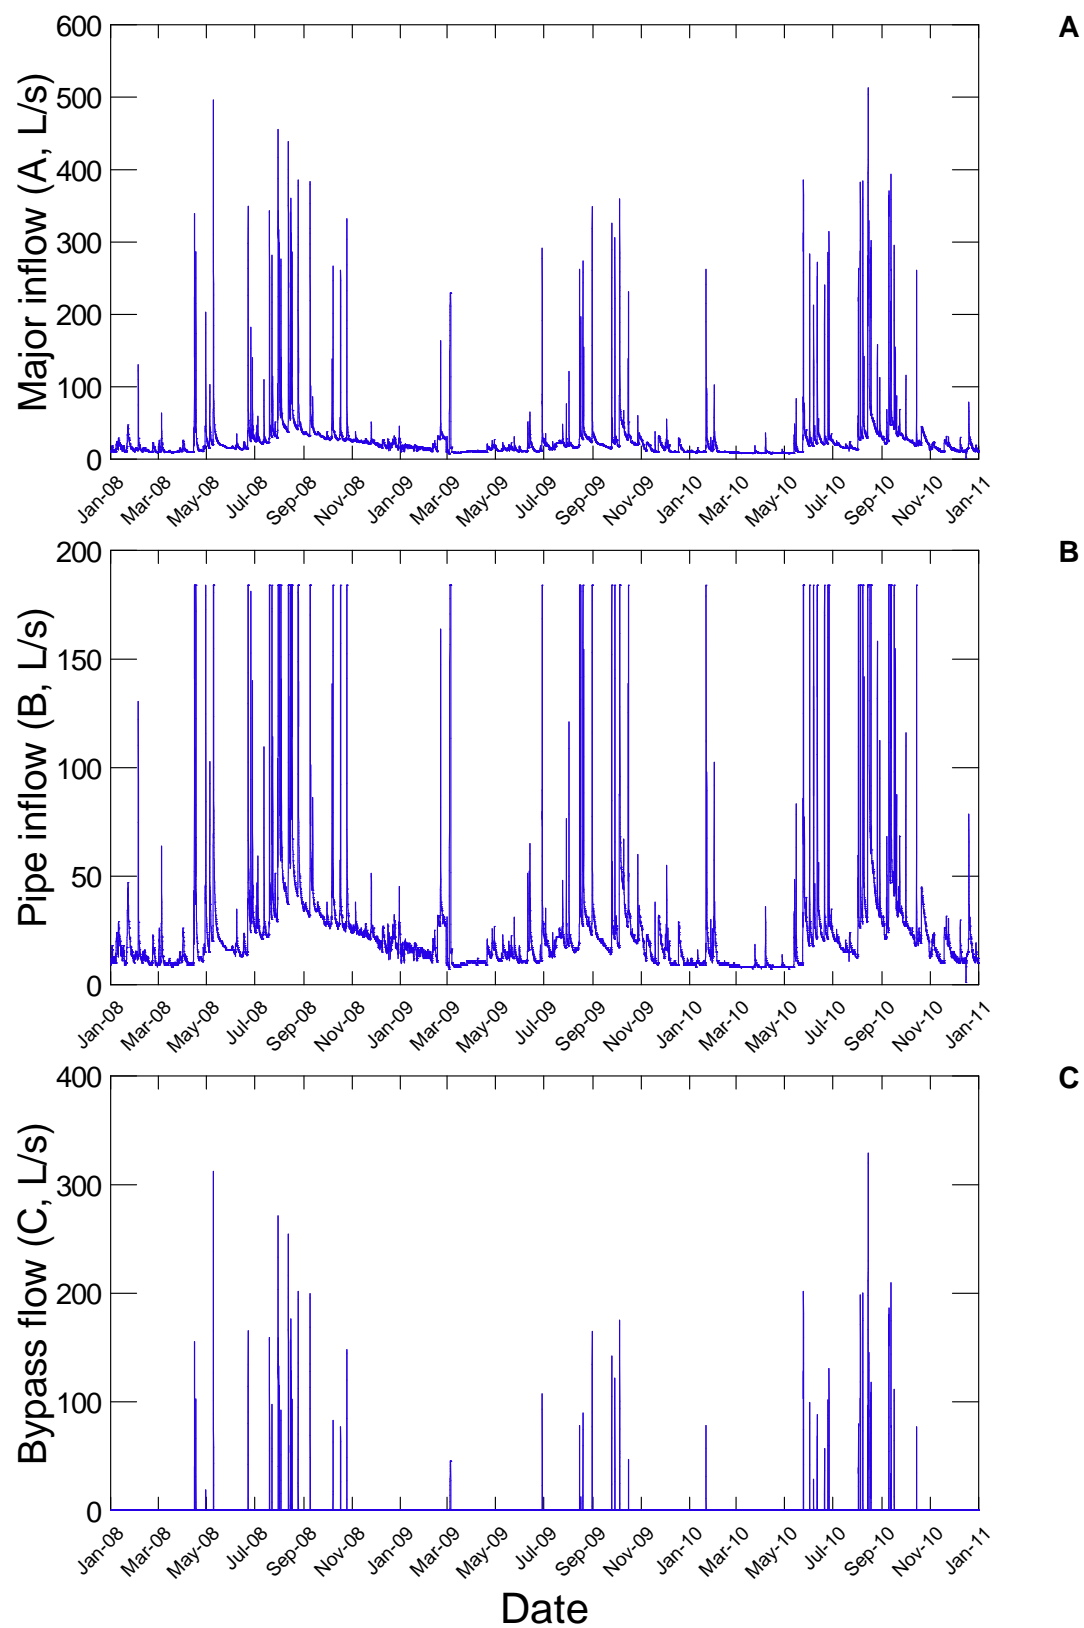 A
Major inflow (A, L/s)
600
500
400
300
200
100
0
Jan-08 Mar-08 May-08 Jul-08 Sep-08 Nov-08 Jan-09 Mar-09 May-09 Jul-09 Sep-09 Nov-09 Jan-10 Mar-10 May-10 Jul-10 Sep-10 Nov-10 Jan-11
B
Pipe inflow (B, L/s)
200
150
100
50
0
Jan-08 Mar-08 May-08 Jul-08 Sep-08 Nov-08 Jan-09 Mar-09 May-09 Jul-09 Sep-09 Nov-09 Jan-10 Mar-10 May-10 Jul-10 Sep-10 Nov-10 Jan-11
C
Bypass flow (C, L/s)
400
300
200
100
0
Jan-08 Mar-08 May-08 Jul-08 Sep-08 Nov-08 Jan-09 Mar-09 May-09 Jul-09 Sep-09 Nov-09 Jan-10 Mar-10 May-10 Jul-10 Sep-10 Nov-10 Jan-11
Date